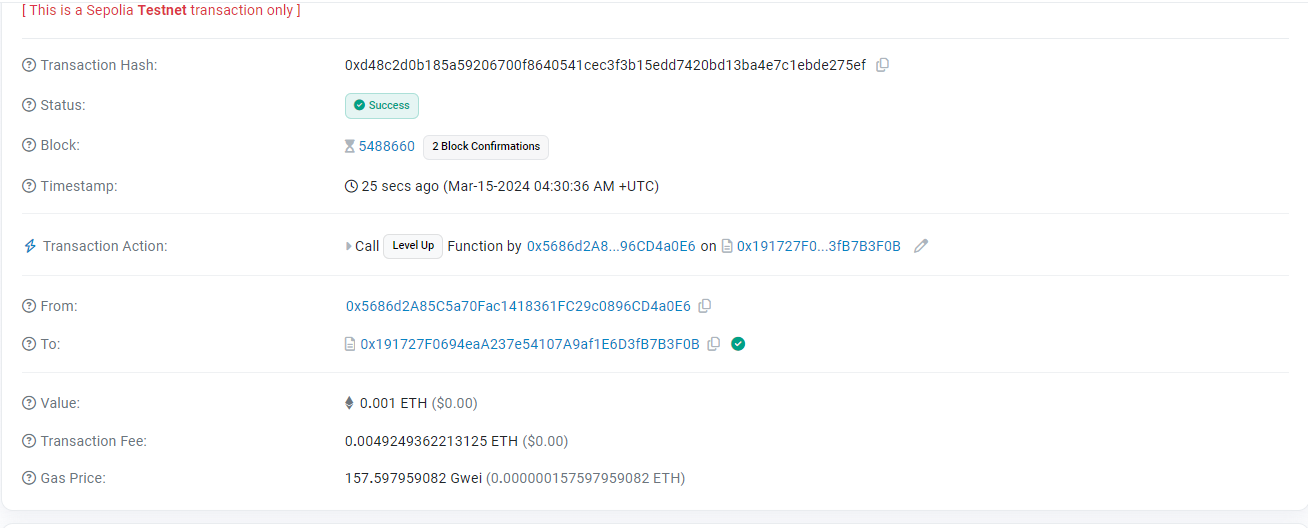 [ This is a Sepolia Testnet transaction only ]
Transaction Hash: 0xd48c2d0b185a59206700f8640541cec3f3b15edd7420bd13ba4e7c1ebde275ef
Status: Success
Block: 5488660 2 Block Confirmations
Timestamp: 25 secs ago (Mar-15-2024 04:30:36 AM +UTC)
Transaction Action: Call Level Up Function by 0x5686d2A8...96CD4a0E6 on 0x191727F0...3fB7B3F0B
From: 0x5686d2A85C5a70Fac1418361FC29c0896CD4a0E6
To: 0x191727F0694eaA237e54107A9af1E6D3fB7B3F0B
Value: 0.001 ETH ($0.00)
Transaction Fee: 0.0049249362213125 ETH ($0.00)
Gas Price: 157.597959082 Gwei (0.000000157597959082 ETH)